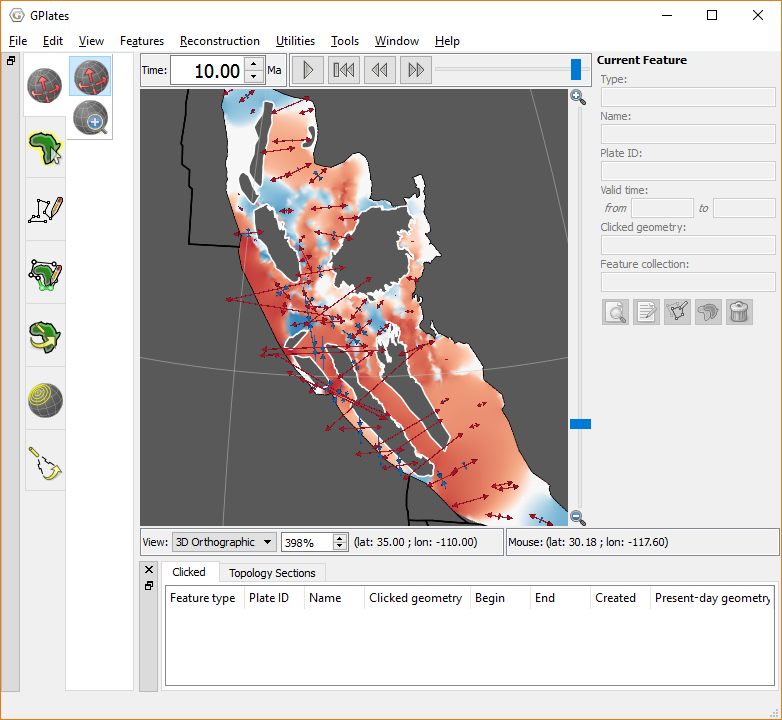 GPlates
File Edit View Features Reconstruction Utilities Tools Window Help
Time: 10.00 Ma
Current Feature
Type:
Name:
Plate ID:
Valid time:
from to
Clicked geometry:
Feature collection:
View: 3D Orthographic 398% (lat: 35.00 ; lon: -110.00) Mouse: (lat: 30.18 ; lon: -117.60)
Clicked Topology Sections
Feature type Plate ID Name Clicked geometry Begin End Created Present-day geometry